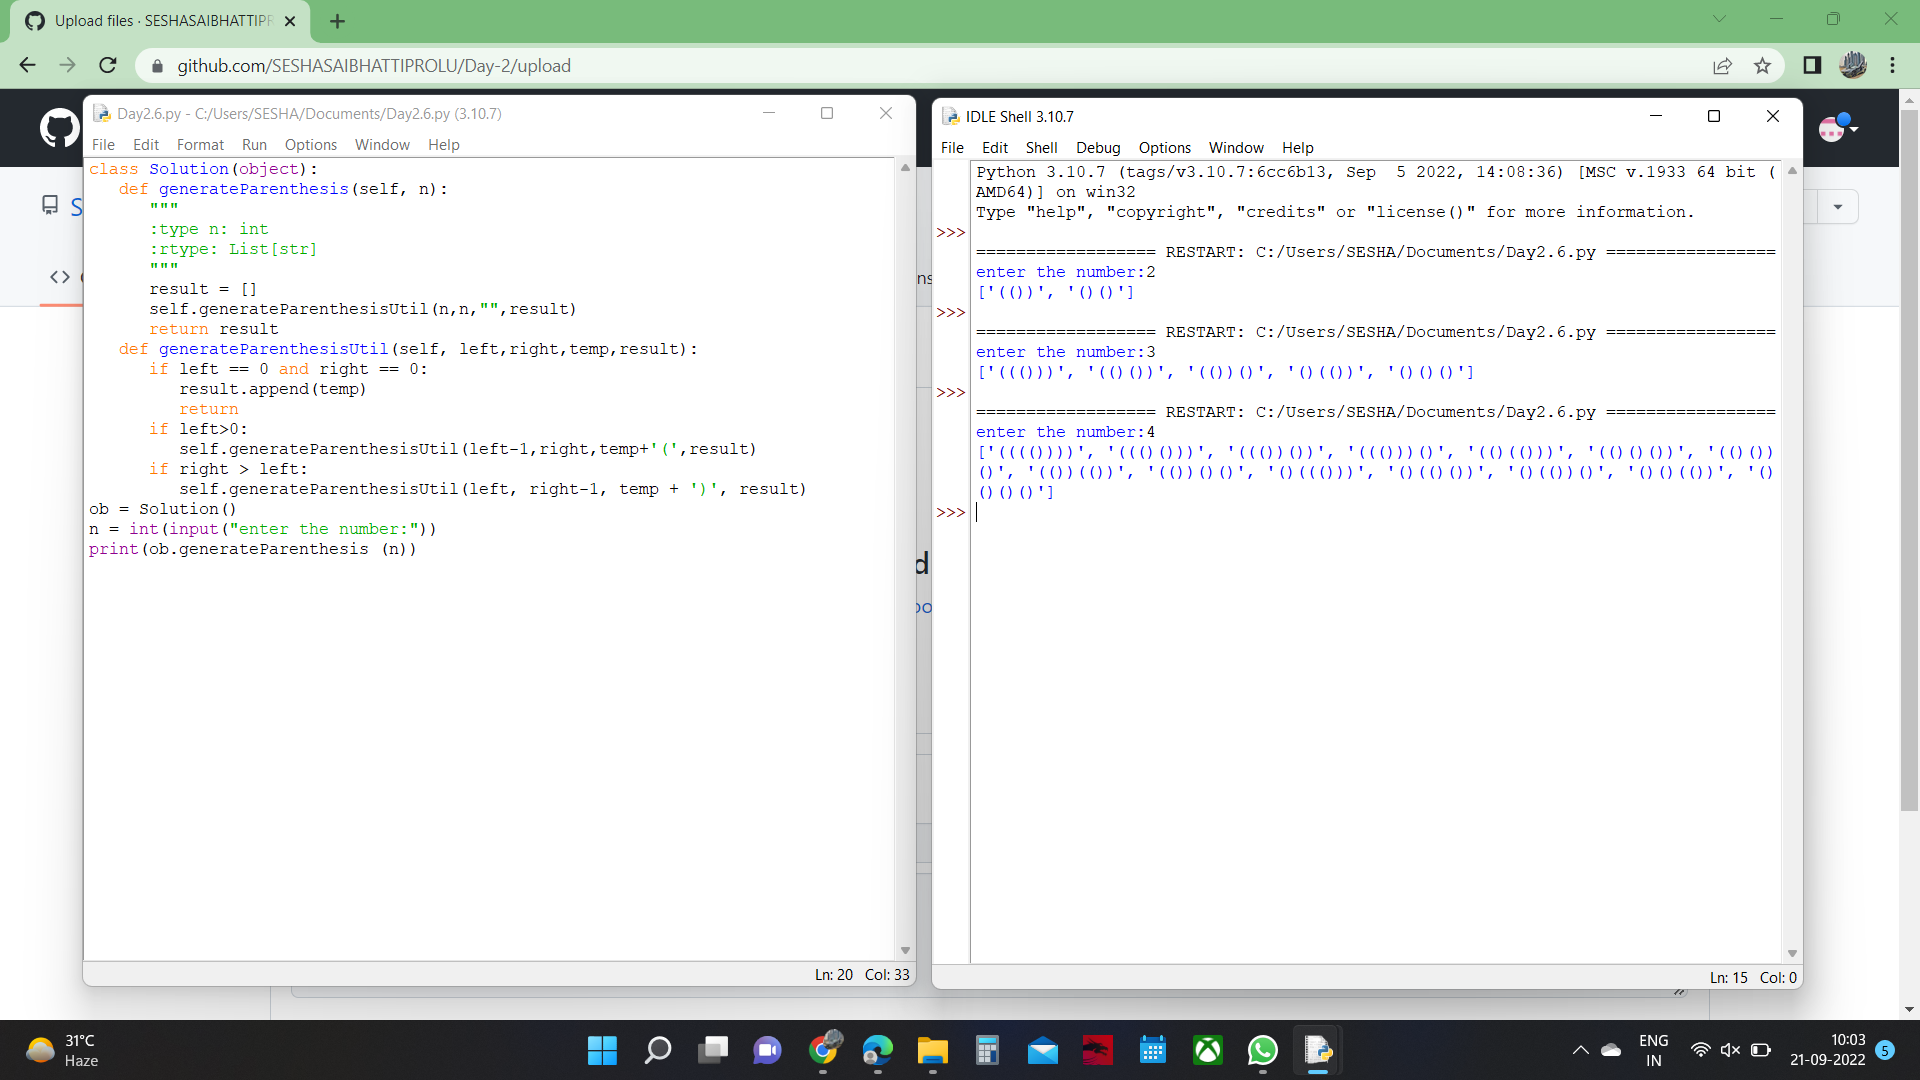 Upload files · SESHASAIBHATTIPR
github.com/SESHASAIBHATTIPROLU/Day-2/upload
Day2.6.py - C:/Users/SESHA/Documents/Day2.6.py (3.10.7)
File Edit Format Run Options Window Help
class Solution(object):
   def generateParenthesis(self, n):
      """
      :type n: int
      :rtype: List[str]
      """
      result = []
      self.generateParenthesisUtil(n,n,"",result)
      return result
   def generateParenthesisUtil(self, left,right,temp,result):
      if left == 0 and right == 0:
         result.append(temp)
         return
      if left>0:
         self.generateParenthesisUtil(left-1,right,temp+'(',result)
      if right > left:
         self.generateParenthesisUtil(left, right-1, temp + ')', result)
ob = Solution()
n = int(input("enter the number:"))
print(ob.generateParenthesis (n))
Ln: 20 Col: 33
IDLE Shell 3.10.7
File Edit Shell Debug Options Window Help
Python 3.10.7 (tags/v3.10.7:6cc6b13, Sep  5 2022, 14:08:36) [MSC v.1933 64 bit (
AMD64)] on win32
Type "help", "copyright", "credits" or "license()" for more information.
>>>
================== RESTART: C:/Users/SESHA/Documents/Day2.6.py =================
enter the number:2
['(())', '()()']
>>>
================== RESTART: C:/Users/SESHA/Documents/Day2.6.py =================
enter the number:3
['((()))', '(()())', '(())()', '()(())', '()()()']
>>>
================== RESTART: C:/Users/SESHA/Documents/Day2.6.py =================
enter the number:4
['(((())))', '((()()))', '((())())', '((()))()', '(()(()))', '(()()())', '(()())
()', '(())(())', '(())()()', '()((()))', '()(()())', '()(())()', '()()(())', '()
()()()']
>>>
Ln: 15 Col: 0
S
ns
d
oo
31°C
Haze
ENG
IN
10:03
21-09-2022
5